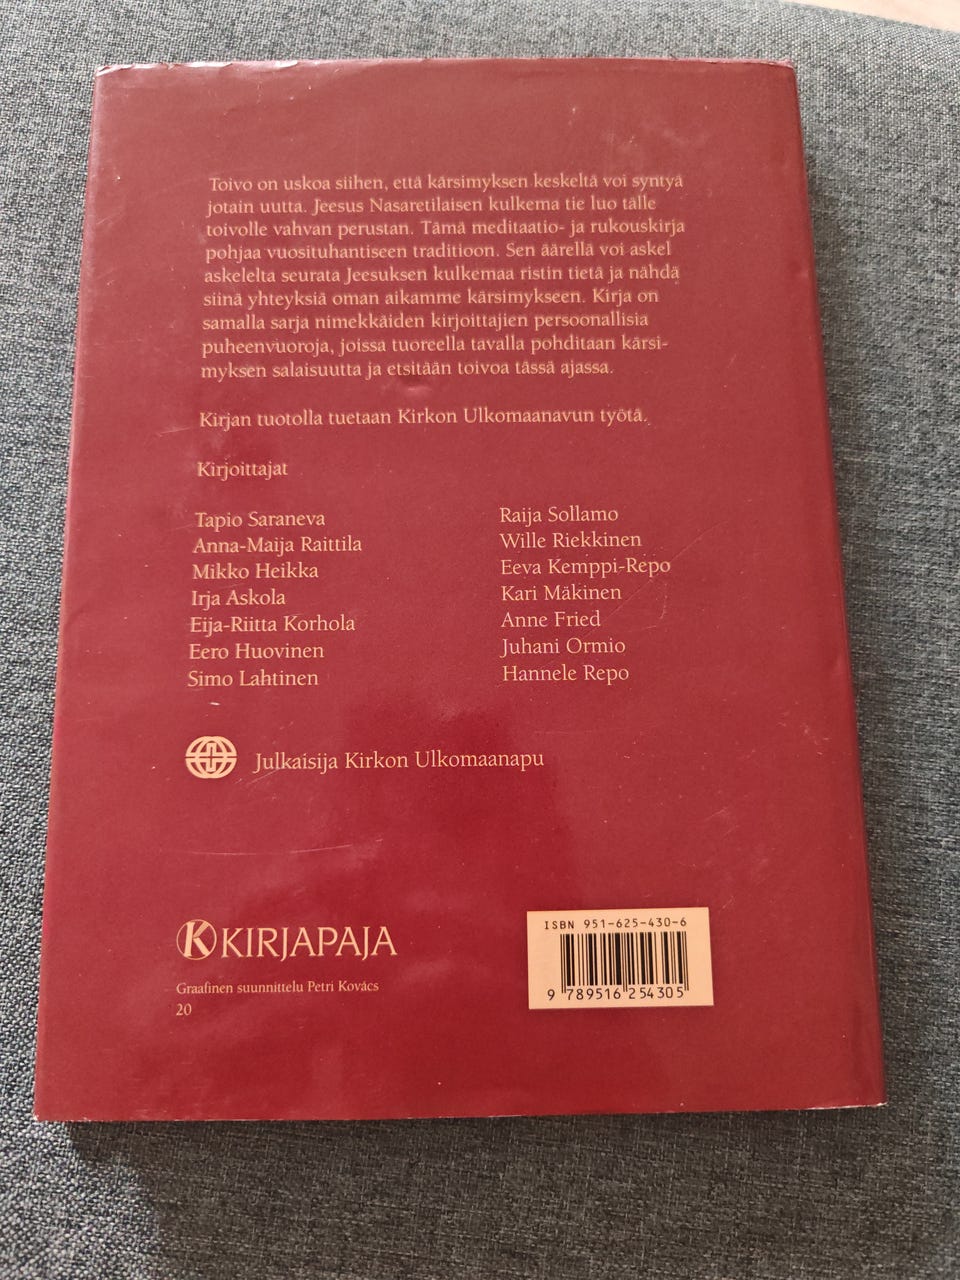 Toivo on uskoa siihen, että kärsimyksen keskeltä voi syntyä
jotain uutta. Jeesus Nasaretilaisen kulkema tie luo tälle
toivolle vahvan perustan. Tämä meditaatio- ja rukouskirja
pohjaa vuosituhantiseen traditioon. Sen äärellä voi askel
askelelta seurata Jeesuksen kulkemaa ristin tietä ja nähdä
siinä yhteyksiä oman aikamme kärsimykseen. Kirja on
samalla sarja nimekkäiden kirjoittajien persoonallisia
puheenvuoroja, joissa tuoreella tavalla pohditaan kärsi-
myksen salaisuutta ja etsitään toivoa tässä ajassa.
Kirjan tuotolla tuetaan Kirkon Ulkomaanavun työtä.
Kirjoittajat
Tapio Saraneva
Anna-Maija Raittila
Mikko Heikka
Irja Askola
Eija-Riitta Korhola
Eero Huovinen
Simo Lahtinen
Raija Sollamo
Wille Riekkinen
Eeva Kemppi-Repo
Kari Mäkinen
Anne Fried
Juhani Ormio
Hannele Repo
Julkaisija Kirkon Ulkomaanapu
K KIRJAPAJA
Graafinen suunnittelu Petri Kovács
20
ISBN 951-625-430-6
9 789516 254305